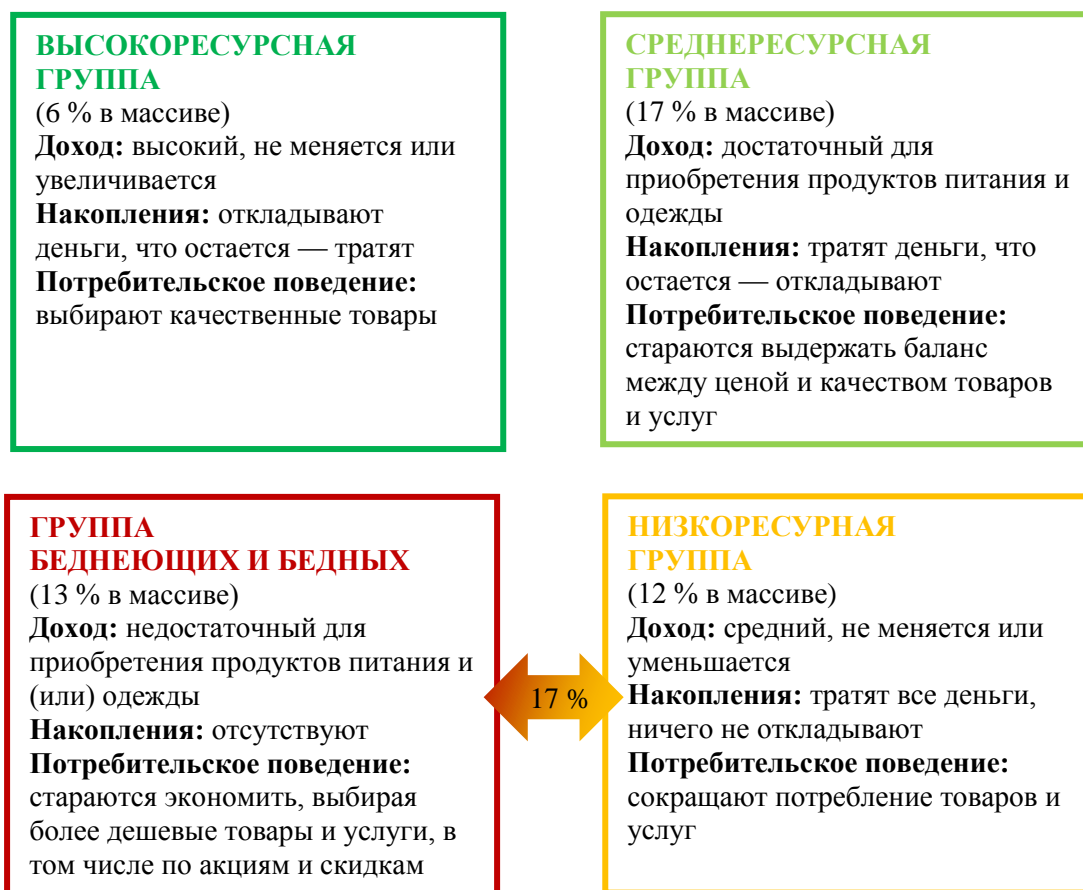 ВЫСОКОРЕСУРСНАЯ
ГРУППА
(6 % в массиве)
Доход: высокий, не меняется или
увеличивается
Накопления: откладывают
деньги, что остается — тратят
Потребительское поведение:
выбирают качественные товары
СРЕДНЕРЕСУРСНАЯ
ГРУППА
(17 % в массиве)
Доход: достаточный для
приобретения продуктов питания и
одежды
Накопления: тратят деньги, что
остается — откладывают
Потребительское поведение:
стараются выдержать баланс
между ценой и качеством товаров
и услуг
ГРУППА
БЕДНЕЮЩИХ И БЕДНЫХ
(13 % в массиве)
Доход: недостаточный для
приобретения продуктов питания и
(или) одежды
Накопления: отсутствуют
Потребительское поведение:
стараются экономить, выбирая
более дешевые товары и услуги, в
том числе по акциям и скидкам
17 %
НИЗКОРЕСУРНАЯ
ГРУППА
(12 % в массиве)
Доход: средний, не меняется или
уменьшается
Накопления: тратят все деньги,
ничего не откладывают
Потребительское поведение:
сокращают потребление товаров и
услуг